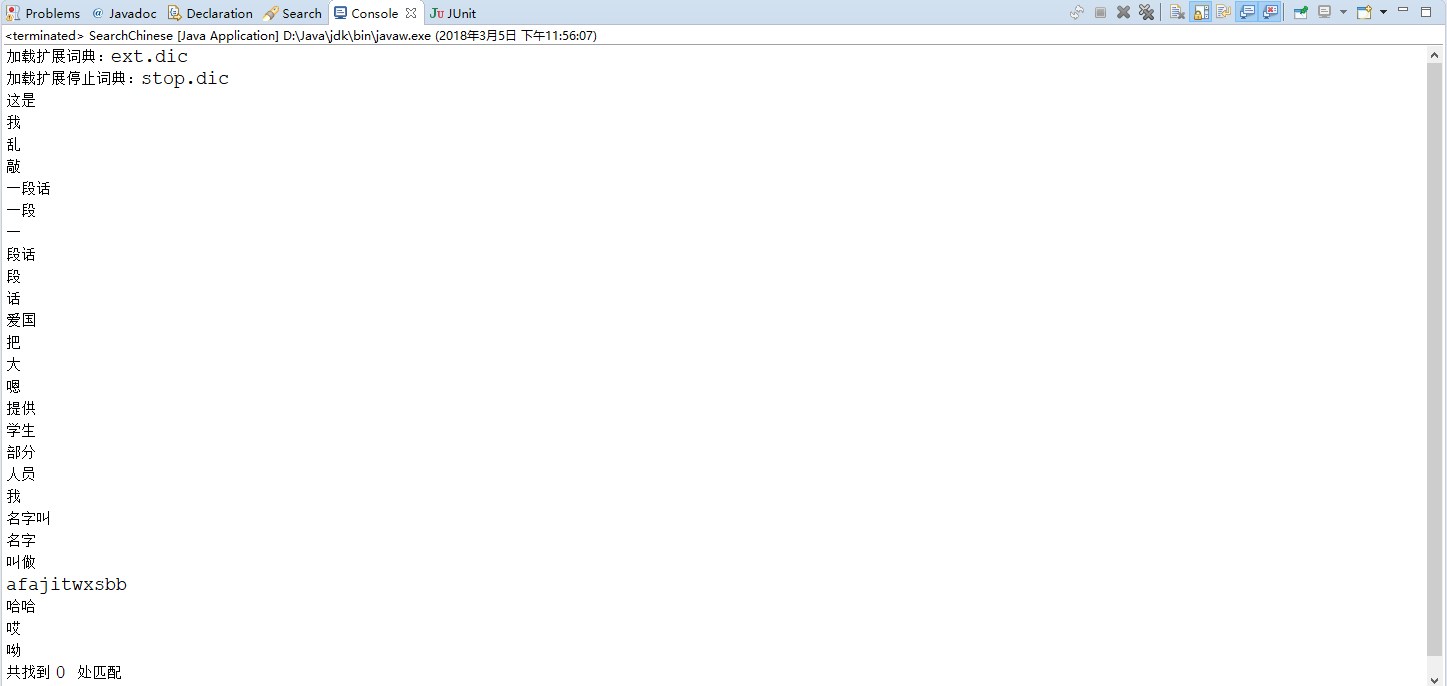 Problems @ Javadoc Declaration Search Console JUnit
<terminated> SearchChinese [Java Application] D:\Java\jdk\bin\javaw.exe (2018年3月5日 下午11:56:07)
加载扩展词典：ext.dic
加载扩展停止词典：stop.dic
这是
我
乱
敲
一段话
一段
一
段话
段
话
爱国
把
大
嗯
提供
学生
部分
人员
我
名字叫
名字
叫做
afajitwxsbb
哈哈
哎
呦
共找到 0 处匹配